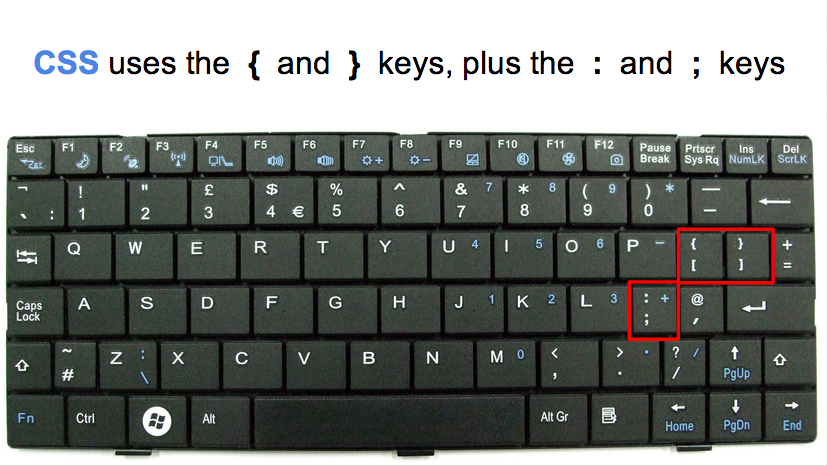 CSS uses the { and } keys, plus the : and ; keys
Esc F1 F2 F3 F4 F5 F6 F7 F8 F9 F10 F11 F12 Pause Break Prtscr Sys Rq Ins NumLK Del ScrLK
¬ ` : ! 1 " 2 £ 3 $ 4 € % 5 ^ 6 & 7 7 * 8 8 ( 9 9 ) 0 * — –
Q W E R T Y U 4 I 5 O 6 P – { [ } ] + =
Caps Lock A S D F G H J 1 K 2 L 3 : + ; @ ,
~ # Z : \ X C V B N M 0 < , > . . ? / / PgUp
Fn Ctrl Alt Alt Gr Home PgDn End